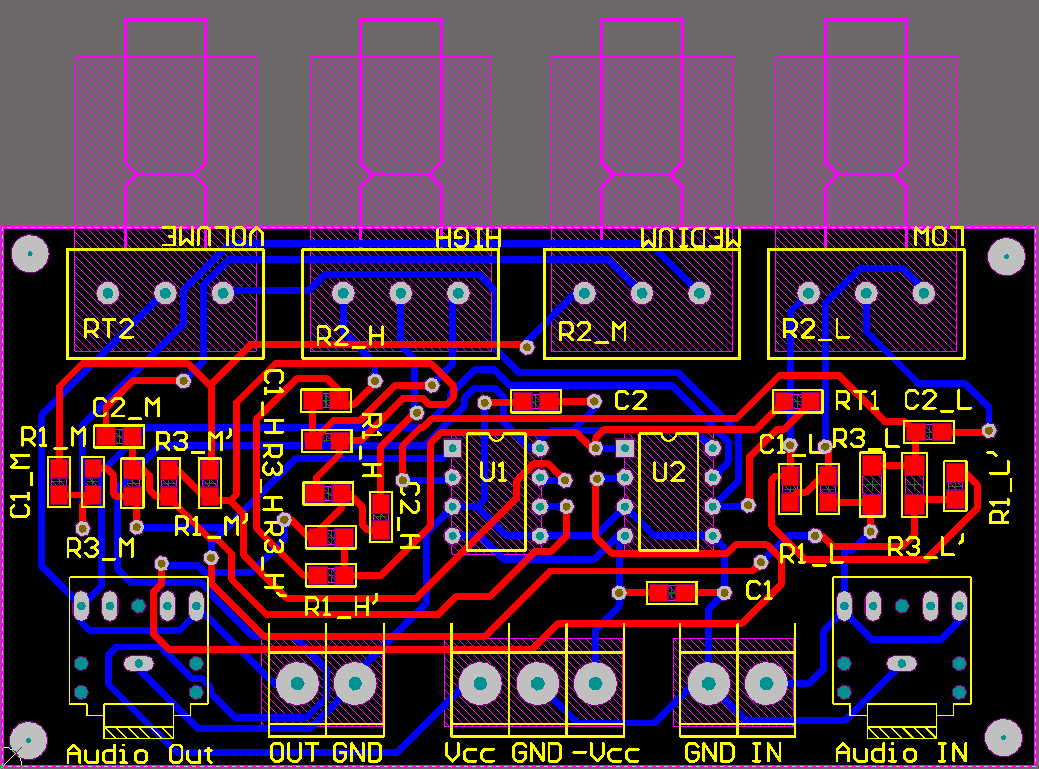 VOLUME
HIGH
MEDIUM
LOW
RT2
R2_H
R2_M
R2_L
C1_H
R1_H
C2
RT1
C2_L
C2_M
R1_M
R3_M'
C1_L
R3_L
C1_M
R3_H
U1
U2
R1_L'
C2_H
R1_M'
R3_M
R3_H'
R1_L
R3_L'
R1_H'
C1
Audio Out
OUT GND
Vcc GND -Vcc
GND IN
Audio IN